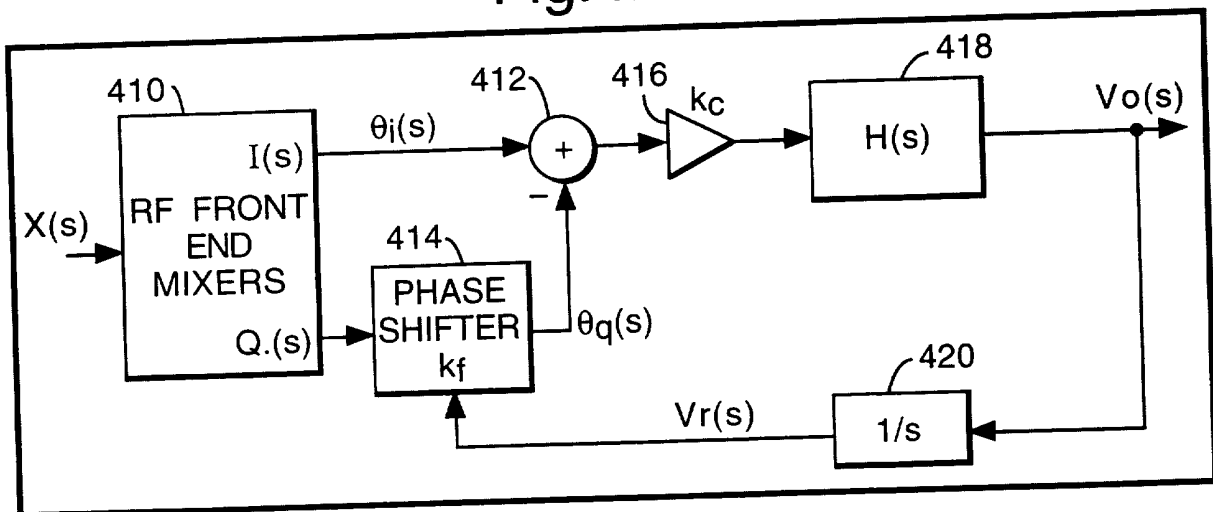 Fig.
410
412
416
kc
418
Vo(s)
θi(s)
I(s)
+
H(s)
X(s)
RF FRONT
END
MIXERS
−
414
PHASE
SHIFTER
kf
θq(s)
Q.(s)
420
Vr(s)
1/s